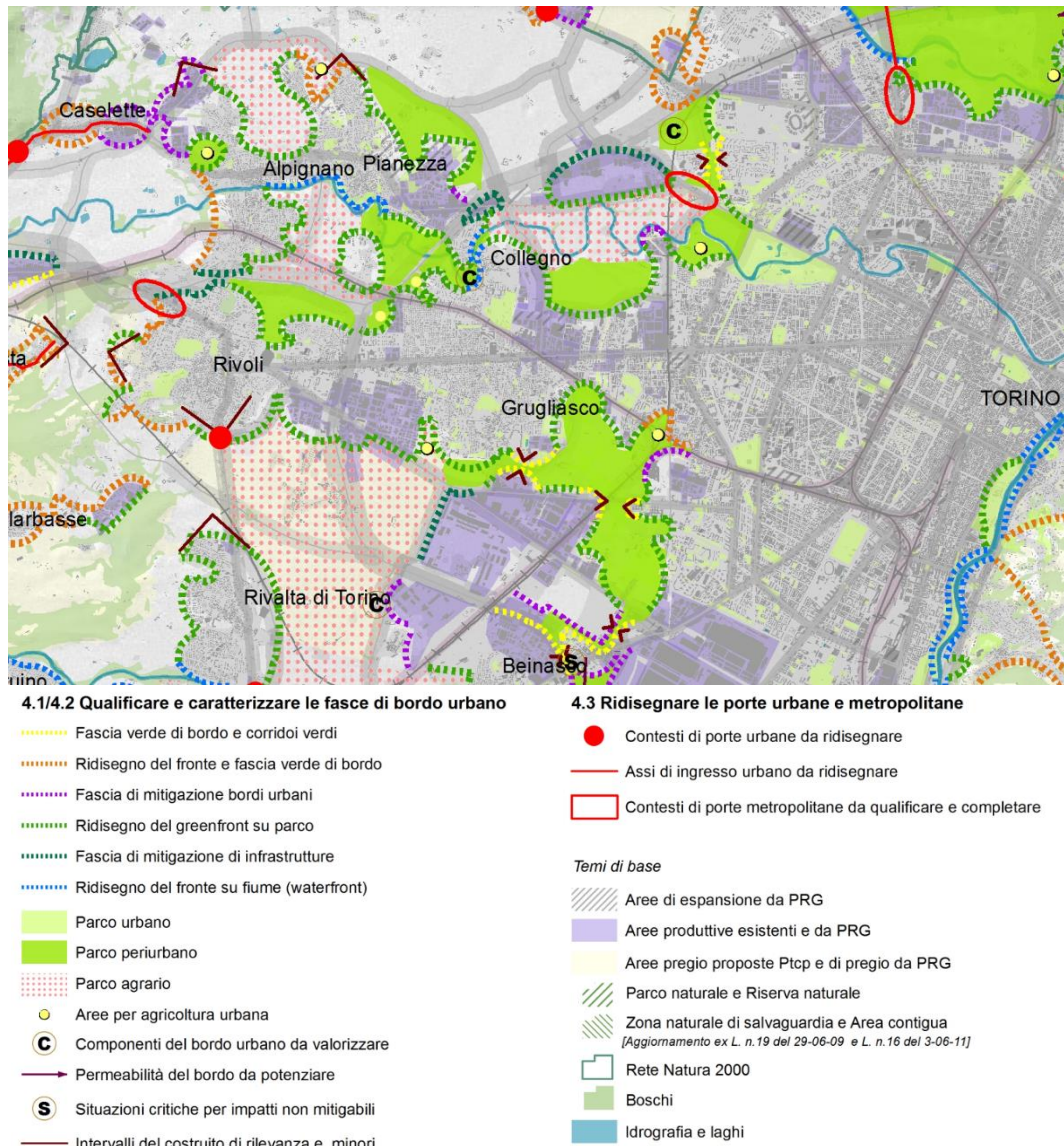 Caselette
C
Alpignano
Pianezza
Collegno
C
Rivoli
ta
Grugliasco
TORINO
larbasse
Rivalta di Torino
C
Beinasco
S
uino
4.1/4.2 Qualificare e caratterizzare le fasce di bordo urbano
Fascia verde di bordo e corridoi verdi
Ridisegno del fronte e fascia verde di bordo
Fascia di mitigazione bordi urbani
Ridisegno del greenfront su parco
Fascia di mitigazione di infrastrutture
Ridisegno del fronte su fiume (waterfront)
Parco urbano
Parco periurbano
Parco agrario
Aree per agricoltura urbana
C Componenti del bordo urbano da valorizzare
Permeabilità del bordo da potenziare
S Situazioni critiche per impatti non mitigabili
Intervalli del costruito di rilevanza e minori
4.3 Ridisegnare le porte urbane e metropolitane
Contesti di porte urbane da ridisegnare
Assi di ingresso urbano da ridisegnare
Contesti di porte metropolitane da qualificare e completare
Temi di base
Aree di espansione da PRG
Aree produttive esistenti e da PRG
Aree pregio proposte Ptcp e di pregio da PRG
Parco naturale e Riserva naturale
Zona naturale di salvaguardia e Area contigua
[Aggiornamento ex L. n.19 del 29-06-09 e L. n.16 del 3-06-11]
Rete Natura 2000
Boschi
Idrografia e laghi